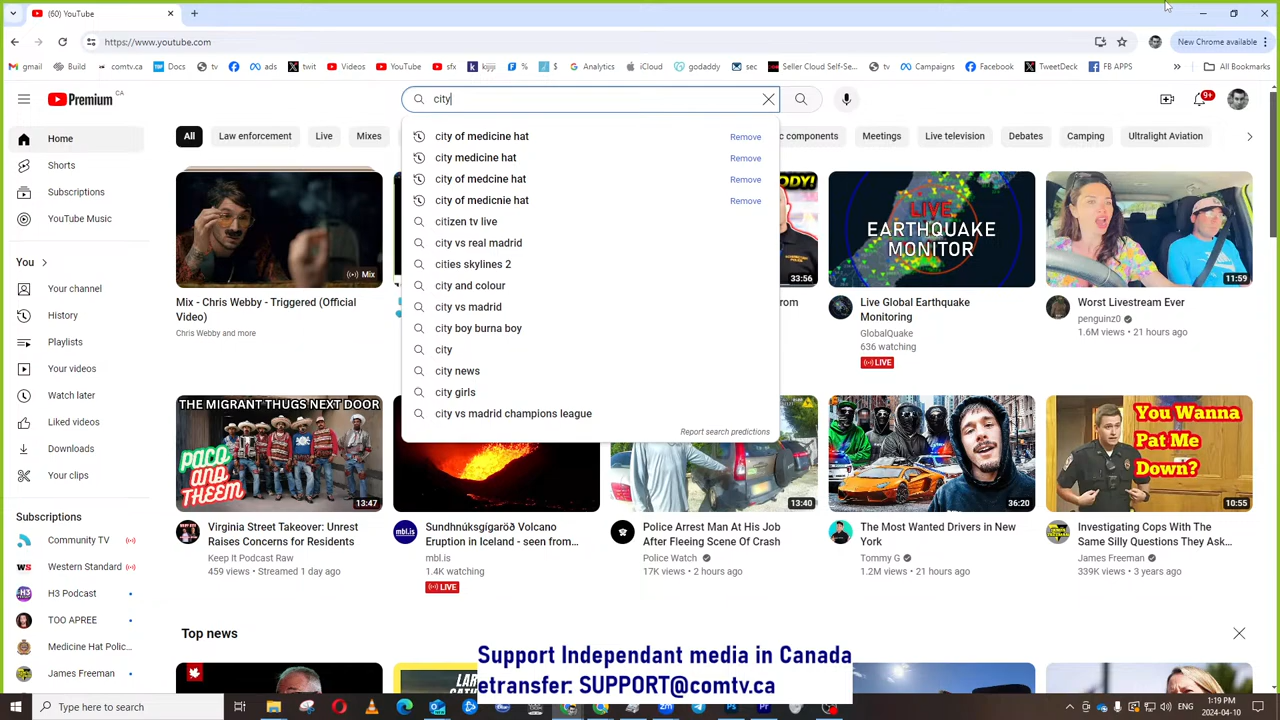 (60) YouTube
https://www.youtube.com
New Chrome available
gmail
Build
comtv.ca
Docs
tv
ads
twit
Videos
YouTube
sfx
kijiji
%
$
Analytics
iCloud
godaddy
sec
Seller Cloud Self-Se...
tv
Campaigns
Facebook
TweetDeck
FB APPS
All Bookmarks
Premium CA
city
9+
Home
Shorts
Subscriptions
YouTube Music
You
Your channel
History
Playlists
Your videos
Watch later
Liked videos
Downloads
Your clips
Subscriptions
Community TV
Western Standard
H3 Podcast
TOO APREE
Medicine Hat Polic...
James Freeman
All
Law enforcement
Live
Mixes
c components
Meetings
Live television
Debates
Camping
Ultralight Aviation
city of medicine hat Remove
city medicine hat Remove
city of medcine hat Remove
city of medicnie hat Remove
citizen tv live
city vs real madrid
cities skylines 2
city and colour
city vs madrid
city boy burna boy
city
city news
city girls
city vs madrid champions league
Report search predictions
Mix
Mix - Chris Webby - Triggered (Official
Video)
Chris Webby and more
ODY!
33:56
rom
LIVE
EARTHQUAKE
MONITOR
Live Global Earthquake
Monitoring
GlobalQuake
636 watching
LIVE
11:59
Worst Livestream Ever
penguinz0
1.6M views • 21 hours ago
THE MIGRANT THUGS NEXT DOOR
PACO
AND
THEEM
13:47
Virginia Street Takeover: Unrest
Raises Concerns for Residents
Keep It Podcast Raw
459 views • Streamed 1 day ago
mbl.is
Sundhnúksgígaröð Volcano
Eruption in Iceland - seen from...
mbl.is
1.4K watching
LIVE
13:40
Police Arrest Man At His Job
After Fleeing Scene Of Crash
Police Watch
17K views • 2 hours ago
36:20
The Most Wanted Drivers in New
York
Tommy G
1.2M views • 21 hours ago
You Wanna
Pat Me
Down?
10:55
Investigating Cops With The
Same Silly Questions They Ask...
James Freeman
339K views • 3 years ago
Top news
Support Independant media in Canada
etransfer: SUPPORT@comtv.ca
Type here to search
1:19 PM
2024-04-10